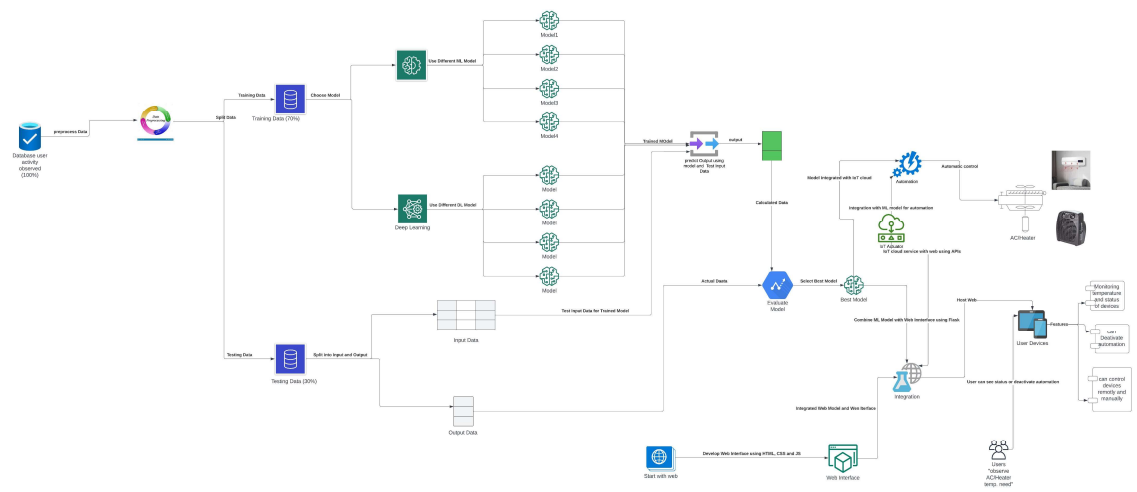 Database user
activity
observed
(100%)
preprocess Data
Split Data
Training Data
Training Data (70%)
Choose Model
Use Different ML Model
Model1
Model2
Model3
Model4
Deep Learning
Use Different DL Model
Model
Model
Model
Model
Trained MOdel
predict Output using
model and Test input
Data
output
Calculated Data
Testing Data
Testing Data (30%)
Split into Input and Output
Input Data
Test Input Data for Trained Model
Output Data
Actual Daata
Evaluate
Model
Select Best Model
Best Model
Model Integrated with IoT cloud
Automation
Automatic control
AC/Heater
Integration with ML model for automation
IoT Actuator
IoT cloud service with web using APIs
Combine ML Model with Web Ionterface using Flask
Integration
Integrated Web Model and Wen Iterface
Start with web
Develop Web Interface using HTML, CSS and JS
Web Interface
Host Web
User Devices
Features
User can see status or deactivate automation
Users
"observe
AC/Heater
temp. need"
Monitoring
temperature
and status
of devices
Deativate
automation
can control
devices
remotly and
manually